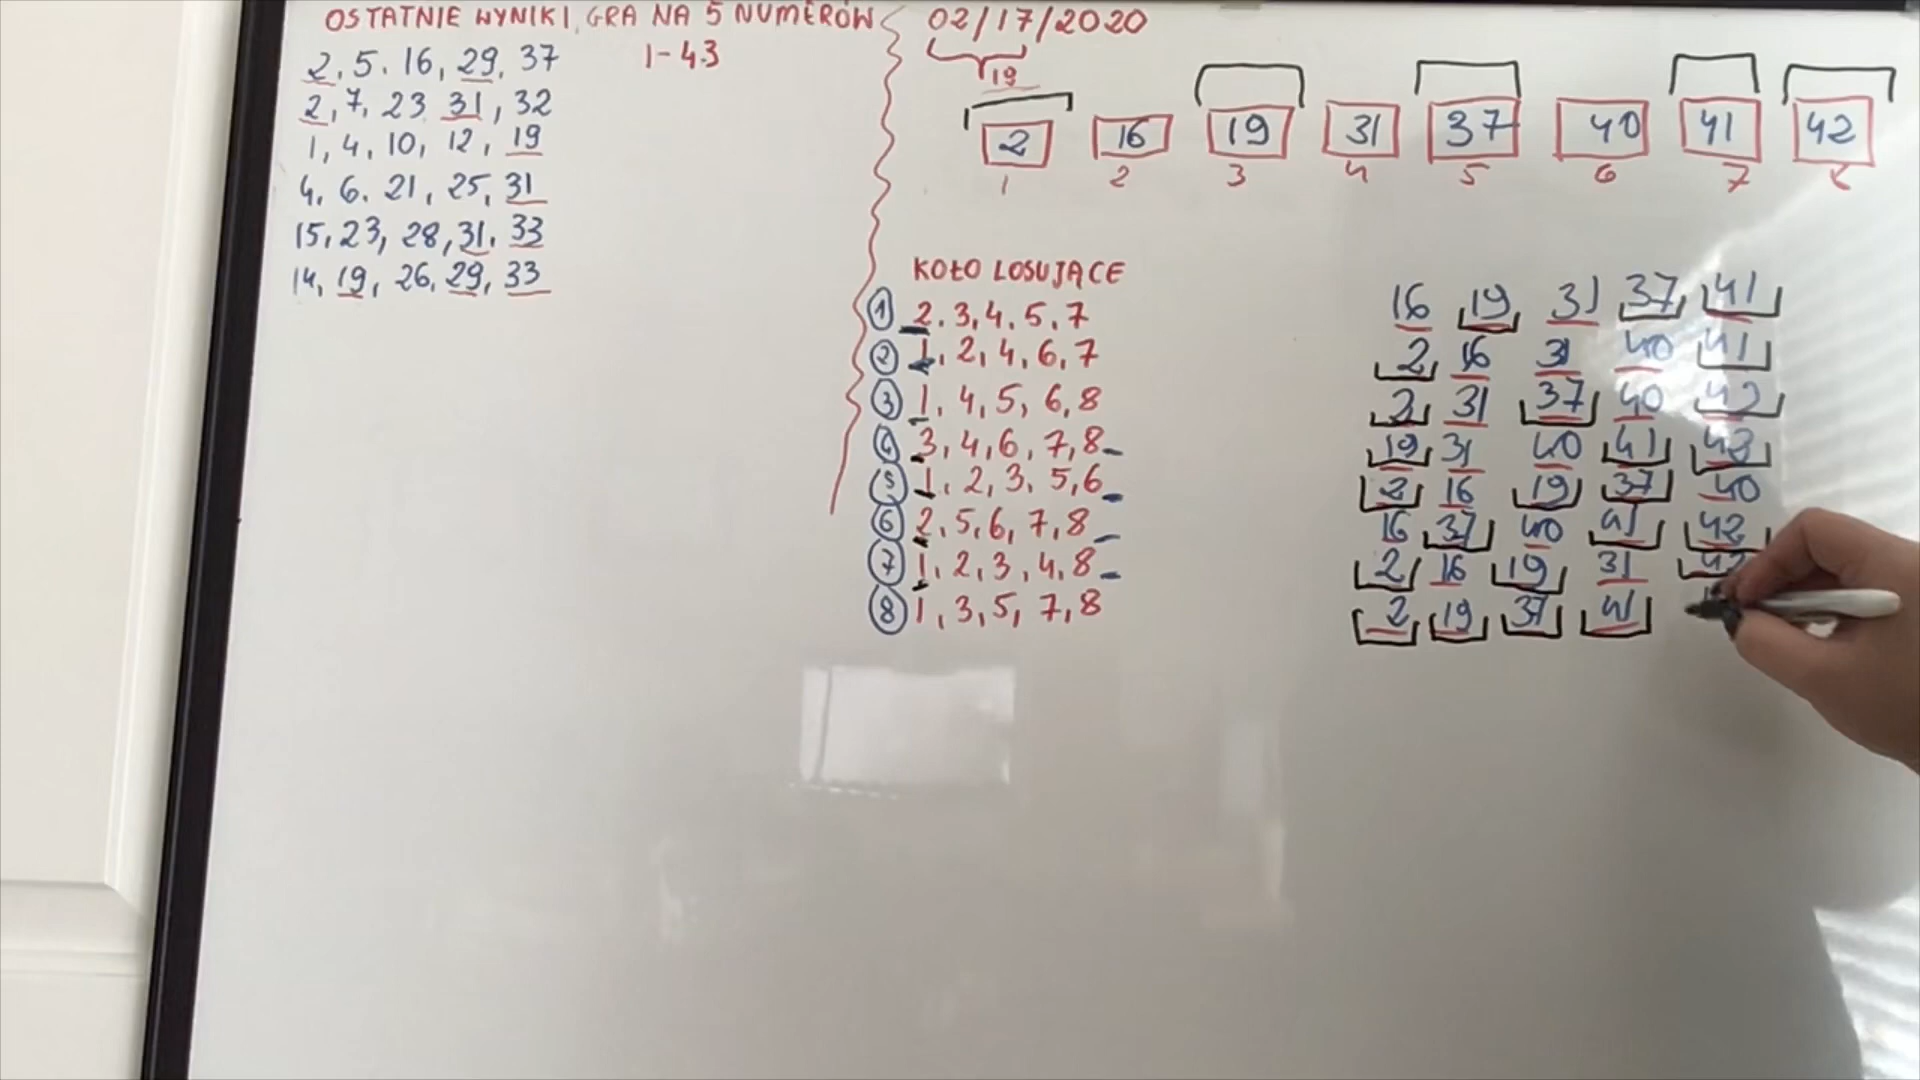 OSTATNIE WYNIKI, GRA NA 5 NUMERÓW
1-43
2, 5. 16, 29, 37
2, 7, 23 31, 32
1, 4, 10, 12, 19
4, 6. 21, 25, 31
15, 23, 28, 31, 33
14, 19, 26, 29, 33
02/17/2020
19
2 16 19 31 37 40 41 42
1 2 3 4 5 6 7
KOŁO LOSUJĄCE
1 2. 3, 4. 5. 7
2 1, 2, 4, 6, 7
3 1, 4, 5, 6, 8
4 3, 4, 6, 7, 8
5 1, 2, 3, 5, 6
6 2, 5, 6, 7, 8
7 1, 2, 3, 4, 8
8 1, 3, 5, 7, 8
16 19 31 37 41
2 16 31 40 41
2 31 37 40 42
19 31 40 41 42
2 16 19 37 40
16 37 40 41 42
2 16 19 31 42
2 19 37 41